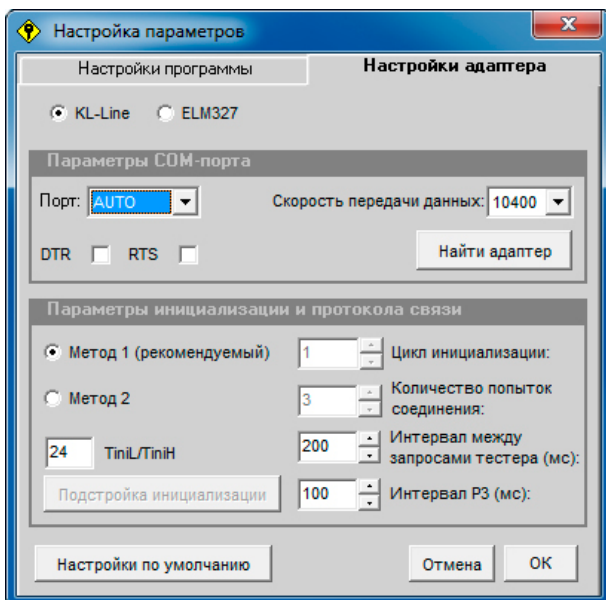 Настройка параметров
Настройки программы
Настройки адаптера
KL-Line ELM327
Параметры COM-порта
Порт: AUTO Скорость передачи данных: 10400
DTR RTS Найти адаптер
Параметры инициализации и протокола связи
Метод 1 (рекомендуемый) 1 Цикл инициализации:
Метод 2 3 Количество попыток
соединения:
24 TiniL/TiniH 200 Интервал между
запросами тестера (мс):
Подстройка инициализации 100 Интервал P3 (мс):
Настройки по умолчанию Отмена OK